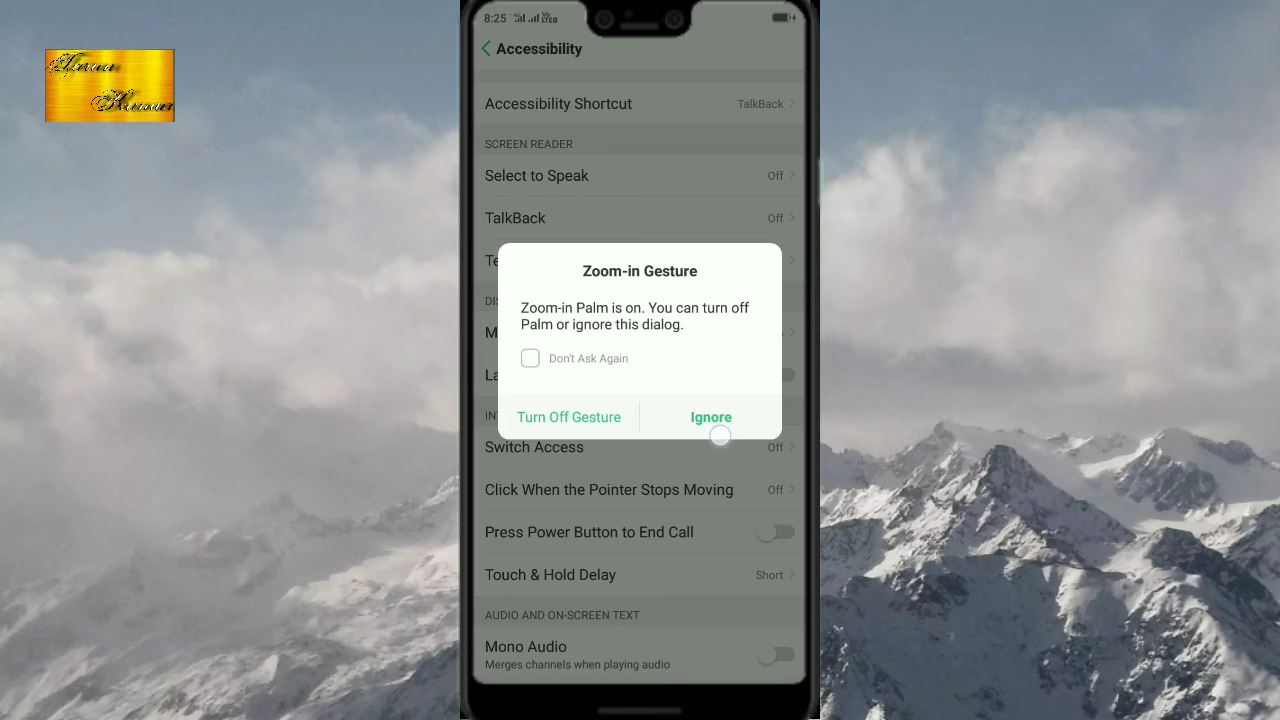 8:25
Accessibility
Accessibility Shortcut TalkBack
SCREEN READER
Select to Speak Off
TalkBack Off
Te
Zoom-in Gesture
Zoom-in Palm is on. You can turn off
Palm or ignore this dialog.
Don't Ask Again
Turn Off Gesture Ignore
Switch Access Off
Click When the Pointer Stops Moving Off
Press Power Button to End Call
Touch & Hold Delay Short
AUDIO AND ON-SCREEN TEXT
Mono Audio
Merges channels when playing audio